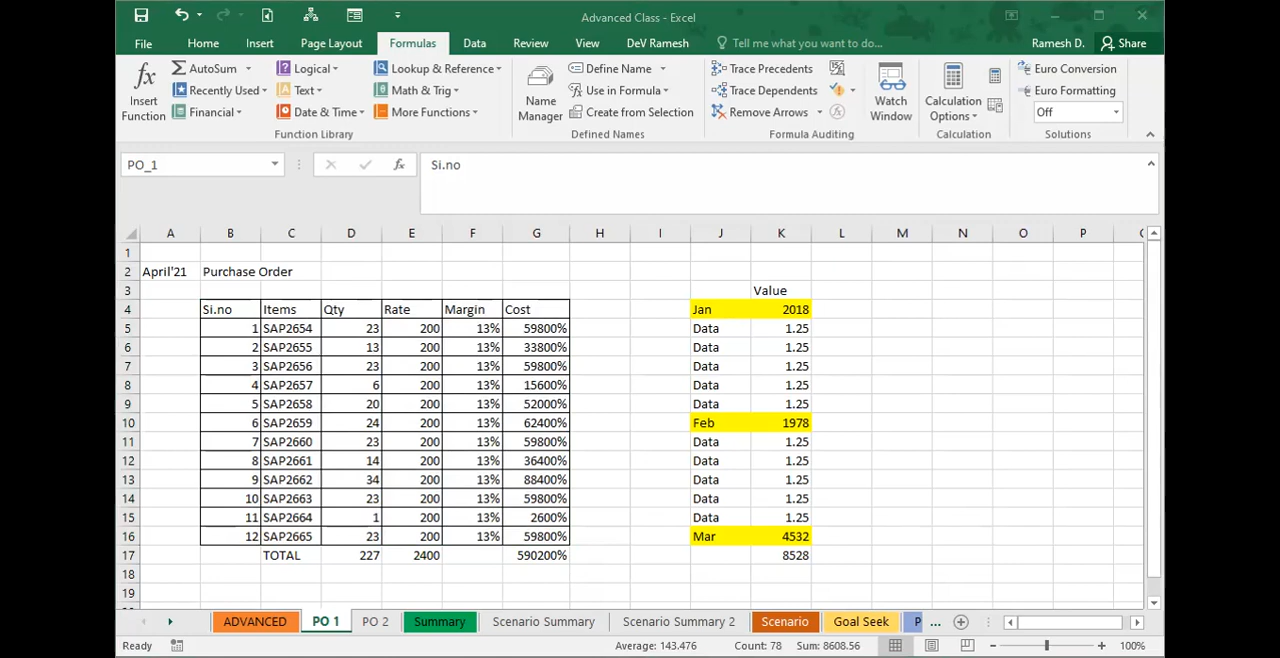 Advanced Class - Excel
File Home Insert Page Layout Formulas Data Review View DeV Ramesh Tell me what you want to do... Ramesh D. Share
fx Insert Function
AutoSum
Recently Used
Financial
Logical
Text
Date & Time
Lookup & Reference
Math & Trig
More Functions
Function Library
Name Manager
Define Name
Use in Formula
Create from Selection
Defined Names
Trace Precedents
Trace Dependents
Remove Arrows
Formula Auditing
Watch Window
Calculation Options
Calculation
Euro Conversion
Euro Formatting
Off
Solutions
PO_1 fx Si.no
A B C D E F G H I J K L M N O P
1
2 April'21 Purchase Order
3 Value
4 Si.no Items Qty Rate Margin Cost Jan 2018
5 1 SAP2654 23 200 13% 59800% Data 1.25
6 2 SAP2655 13 200 13% 33800% Data 1.25
7 3 SAP2656 23 200 13% 59800% Data 1.25
8 4 SAP2657 6 200 13% 15600% Data 1.25
9 5 SAP2658 20 200 13% 52000% Data 1.25
10 6 SAP2659 24 200 13% 62400% Feb 1978
11 7 SAP2660 23 200 13% 59800% Data 1.25
12 8 SAP2661 14 200 13% 36400% Data 1.25
13 9 SAP2662 34 200 13% 88400% Data 1.25
14 10 SAP2663 23 200 13% 59800% Data 1.25
15 11 SAP2664 1 200 13% 2600% Data 1.25
16 12 SAP2665 23 200 13% 59800% Mar 4532
17 TOTAL 227 2400 590200% 8528
18
19
ADVANCED PO 1 PO 2 Summary Scenario Summary Scenario Summary 2 Scenario Goal Seek P ...
Ready Average: 143.476 Count: 78 Sum: 8608.56 100%